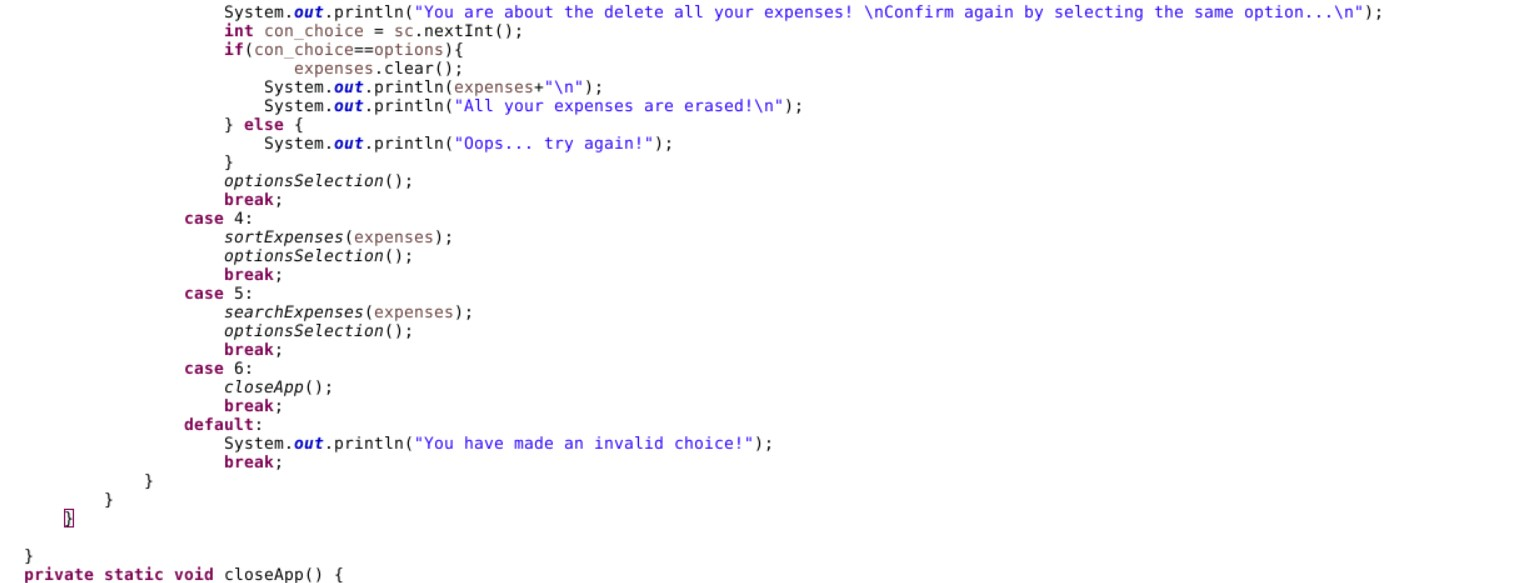 System.out.println("You are about the delete all your expenses! \nConfirm again by selecting the same option...\n");
int con_choice = sc.nextInt();
if(con_choice==options){
expenses.clear();
System.out.println(expenses+"\n");
System.out.println("All your expenses are erased!\n");
} else {
System.out.println("Oops... try again!");
}
optionsSelection();
break;
case 4:
sortExpenses(expenses);
optionsSelection();
break;
case 5:
searchExpenses(expenses);
optionsSelection();
break;
case 6:
closeApp();
break;
default:
System.out.println("You have made an invalid choice!");
break;
}
}
}
}
private static void closeApp() {